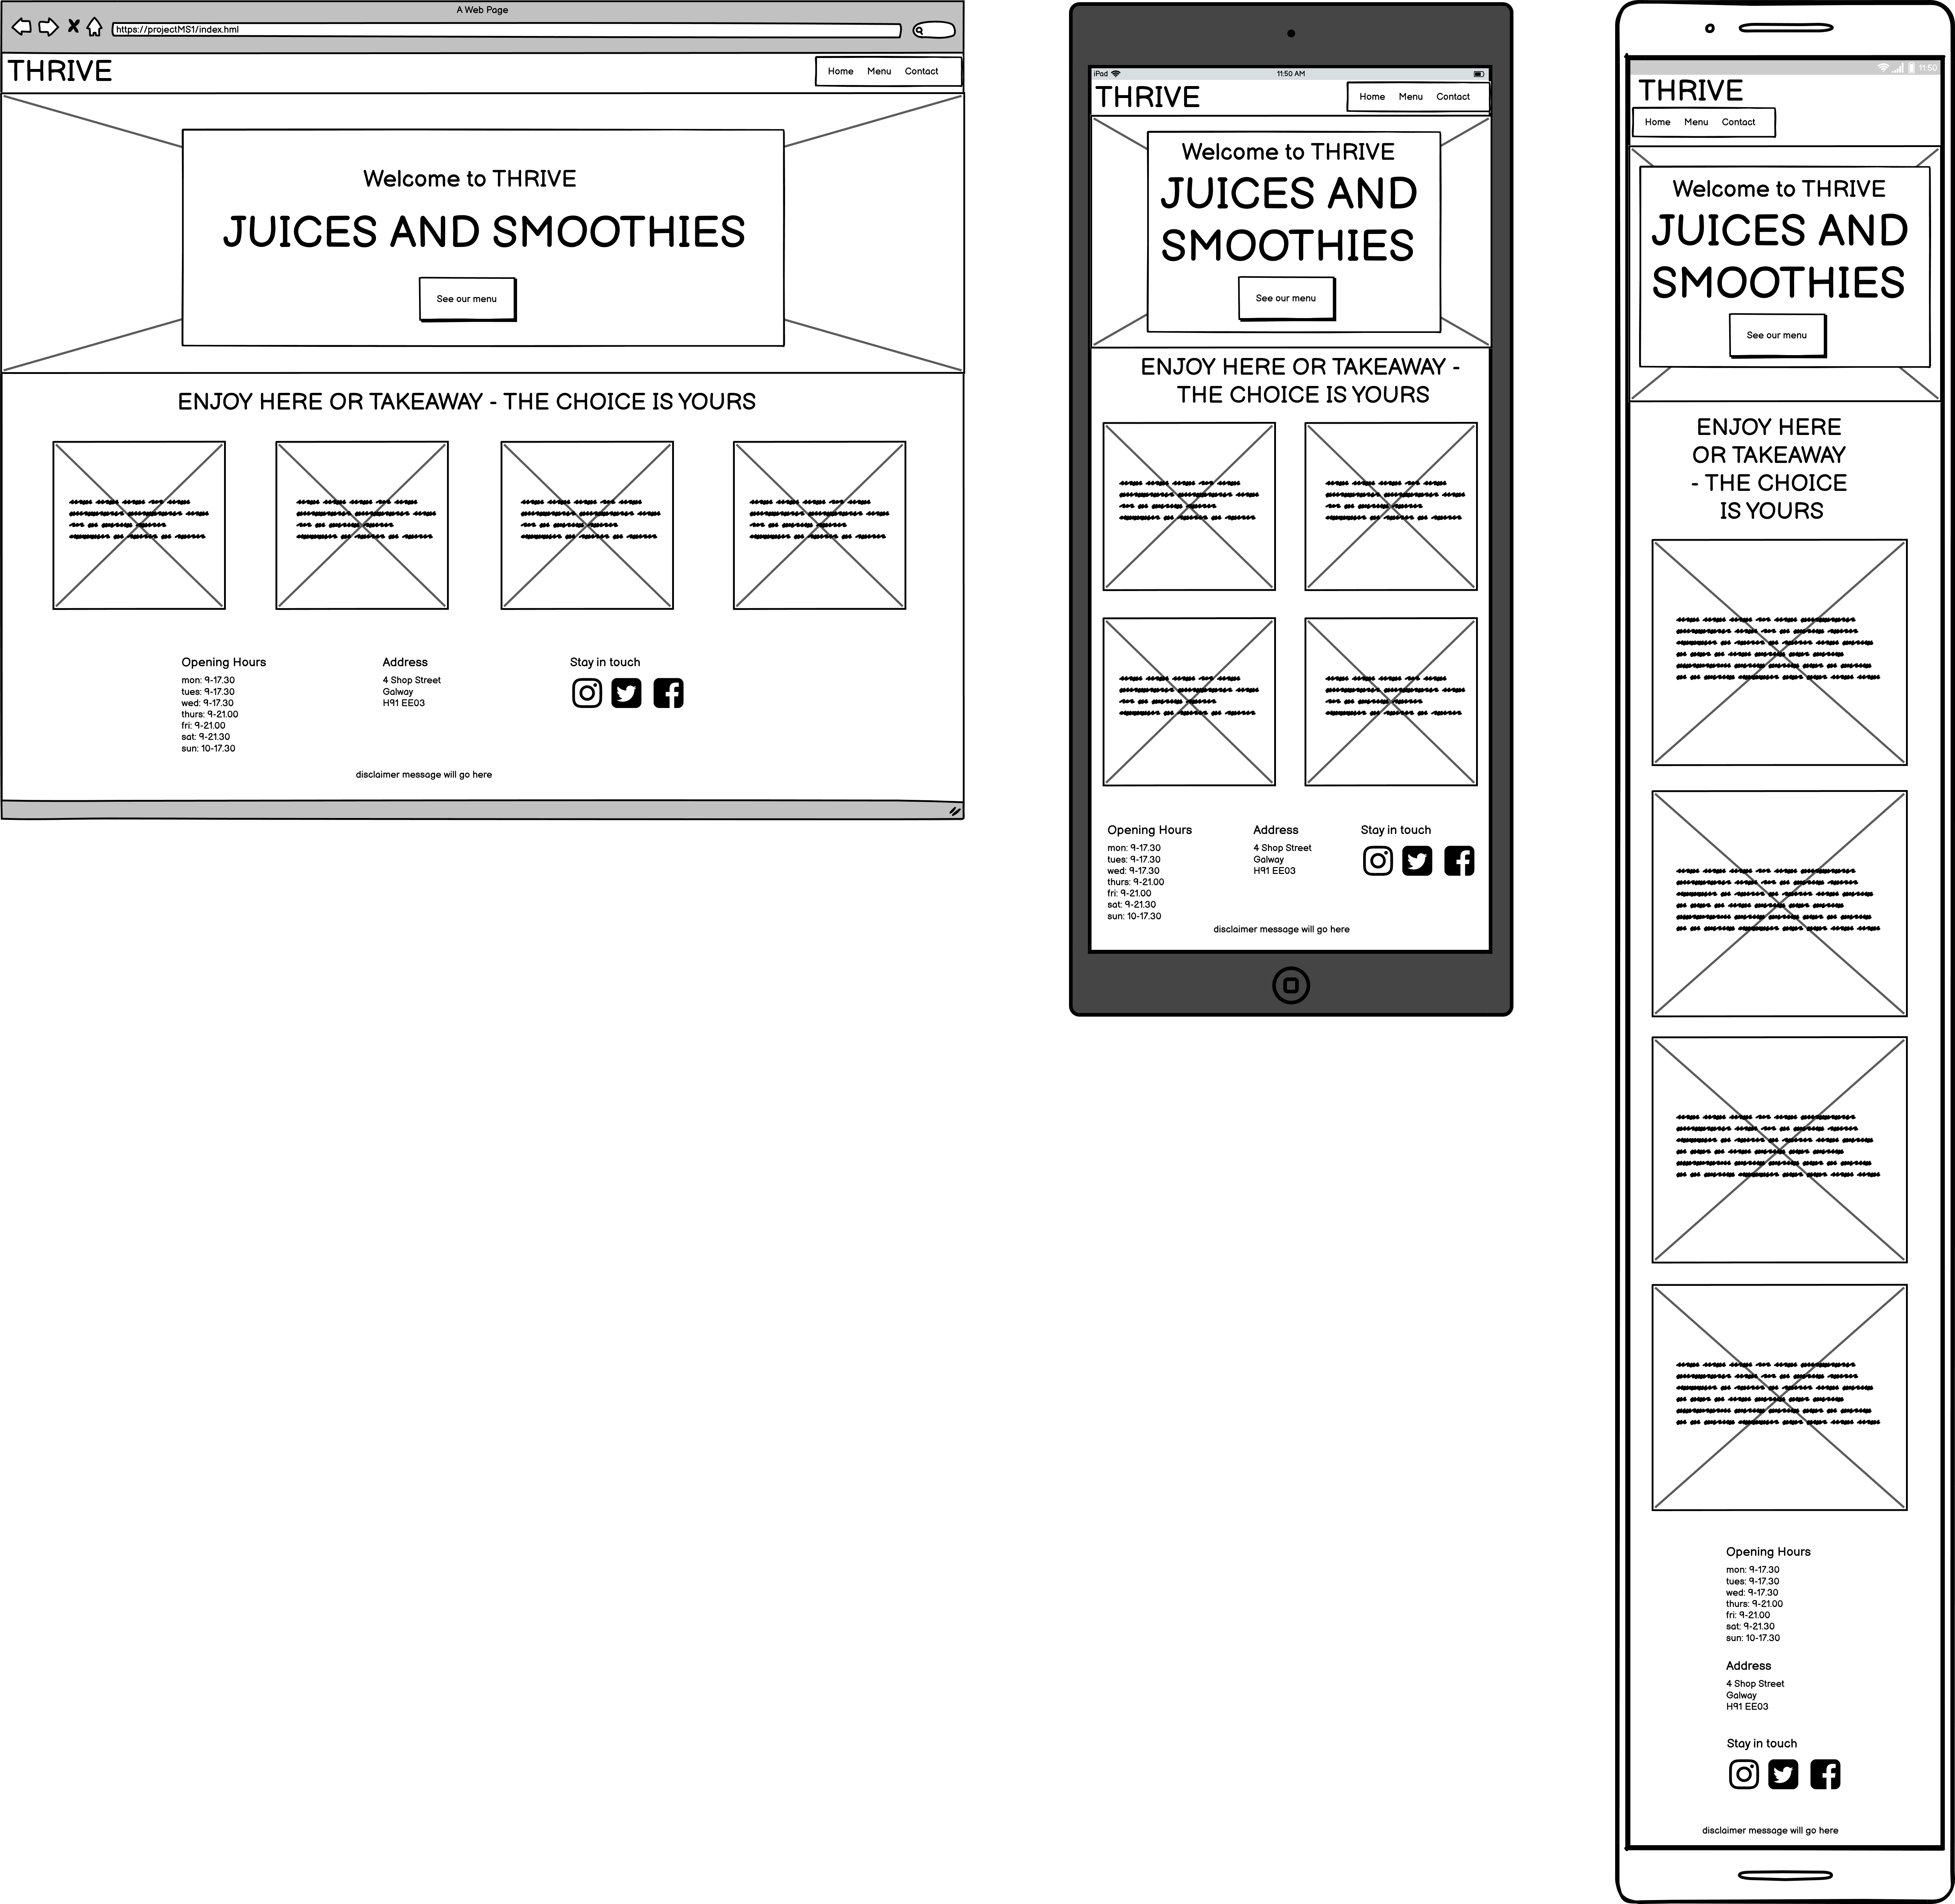 A Web Page
https://projectMS1/index.hml
THRIVE
Home Menu Contact
Welcome to THRIVE
JUICES AND SMOOTHIES
See our menu
ENJOY HERE OR TAKEAWAY - THE CHOICE IS YOURS
Opening Hours
mon: 9-17.30
tues: 9-17.30
wed: 9-17.30
thurs: 9-21.00
fri: 9-21.00
sat: 9-21.30
sun: 10-17.30
Address
4 Shop Street
Galway
H91 EE03
Stay in touch
disclaimer message will go here
iPad
11:50 AM
THRIVE
Home Menu Contact
Welcome to THRIVE
JUICES AND
SMOOTHIES
See our menu
ENJOY HERE OR TAKEAWAY -
THE CHOICE IS YOURS
Opening Hours
mon: 9-17.30
tues: 9-17.30
wed: 9-17.30
thurs: 9-21.00
fri: 9-21.00
sat: 9-21.30
sun: 10-17.30
Address
4 Shop Street
Galway
H91 EE03
Stay in touch
disclaimer message will go here
11:50
THRIVE
Home Menu Contact
Welcome to THRIVE
JUICES AND
SMOOTHIES
See our menu
ENJOY HERE
OR TAKEAWAY
- THE CHOICE
IS YOURS
Opening Hours
mon: 9-17.30
tues: 9-17.30
wed: 9-17.30
thurs: 9-21.00
fri: 9-21.00
sat: 9-21.30
sun: 10-17.30
Address
4 Shop Street
Galway
H91 EE03
Stay in touch
disclaimer message will go here